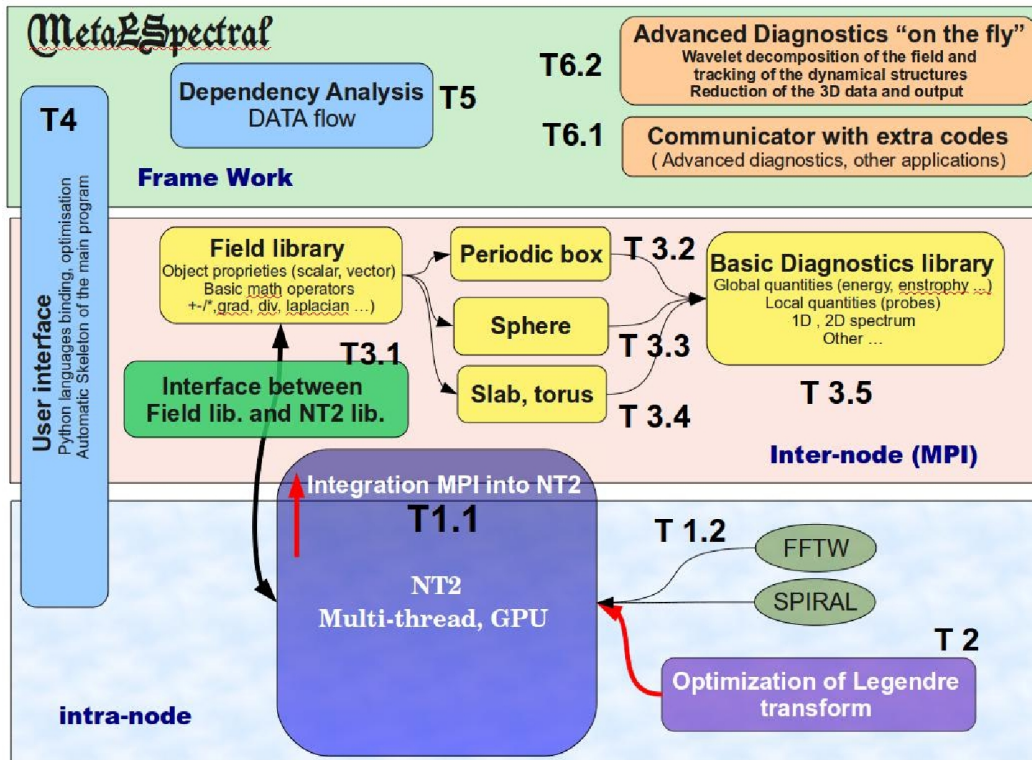 MetaΣSpectral
T4
User interface
Python languages binding, optimisation
Automatic Skeleton of the main program
Dependency Analysis
DATA flow
T5
T6.2
Advanced Diagnostics “on the fly”
Wavelet decomposition of the field and
tracking of the dynamical structures
Reduction of the 3D data and output
T6.1
Communicator with extra codes
( Advanced diagnostics, other applications)
Frame Work
Field library
Object proprieties (scalar, vector)
Basic math operators
+-/*,grad, div, laplacian ...)
T3.1
Interface between
Field lib. and NT2 lib.
Periodic box
Sphere
Slab, torus
T 3.2
T 3.3
T 3.4
Basic Diagnostics library
Global quantities (energy, enstrophy ...)
Local quantities (probes)
1D , 2D spectrum
Other ...
T 3.5
Inter-node (MPI)
Integration MPI into NT2
T1.1
NT2
Multi-thread, GPU
T 1.2
FFTW
SPIRAL
T 2
Optimization of Legendre
transform
intra-node